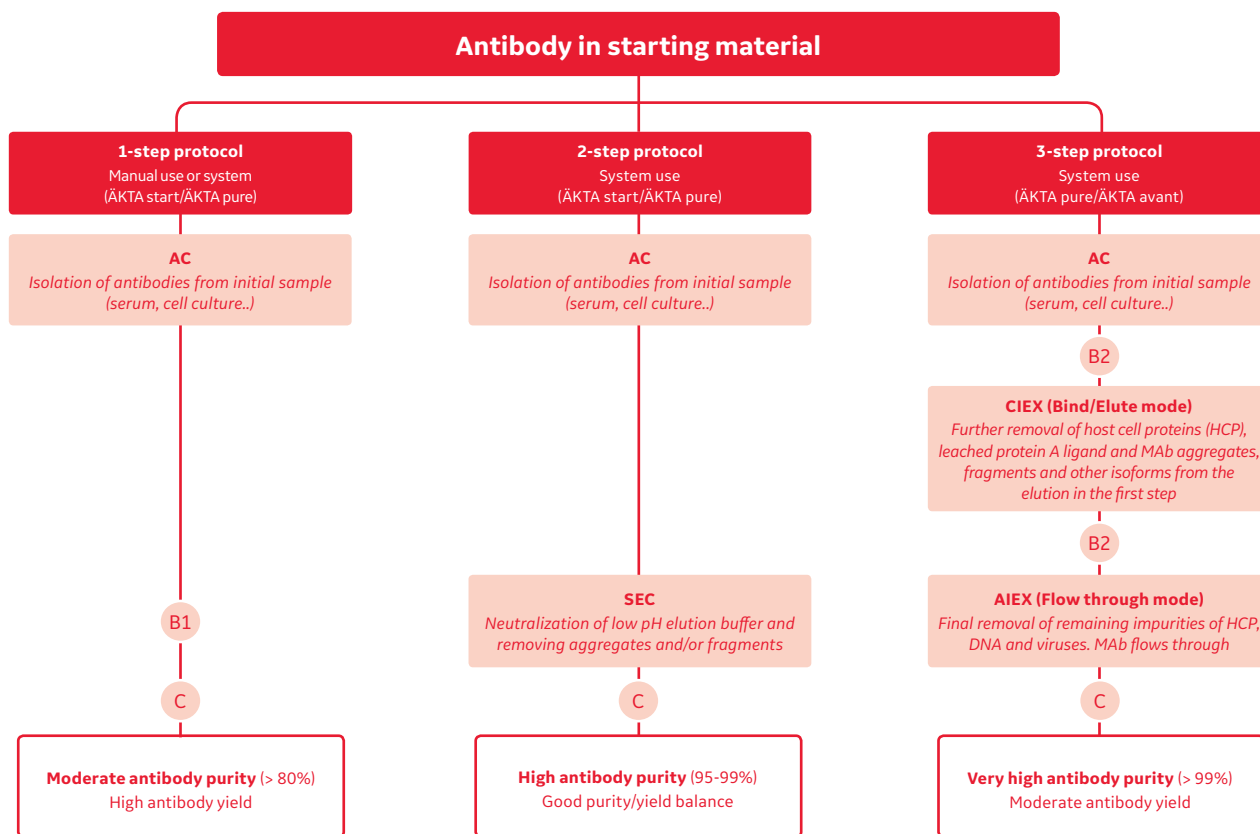 Antibody in starting material
1-step protocol
Manual use or system
(ÄKTA start/ÄKTA pure)
AC
Isolation of antibodies from initial sample
(serum, cell culture..)
B1
C
Moderate antibody purity (> 80%)
High antibody yield
2-step protocol
System use
(ÄKTA start/ÄKTA pure)
AC
Isolation of antibodies from initial sample
(serum, cell culture..)
SEC
Neutralization of low pH elution buffer and
removing aggregates and/or fragments
C
High antibody purity (95-99%)
Good purity/yield balance
3-step protocol
System use
(ÄKTA pure/ÄKTA avant)
AC
Isolation of antibodies from initial sample
(serum, cell culture..)
B2
CIEX (Bind/Elute mode)
Further removal of host cell proteins (HCP),
leached protein A ligand and MAb aggregates,
fragments and other isoforms from the
elution in the first step
B2
AIEX (Flow through mode)
Final removal of remaining impurities of HCP,
DNA and viruses. MAb flows through
C
Very high antibody purity (> 99%)
Moderate antibody yield